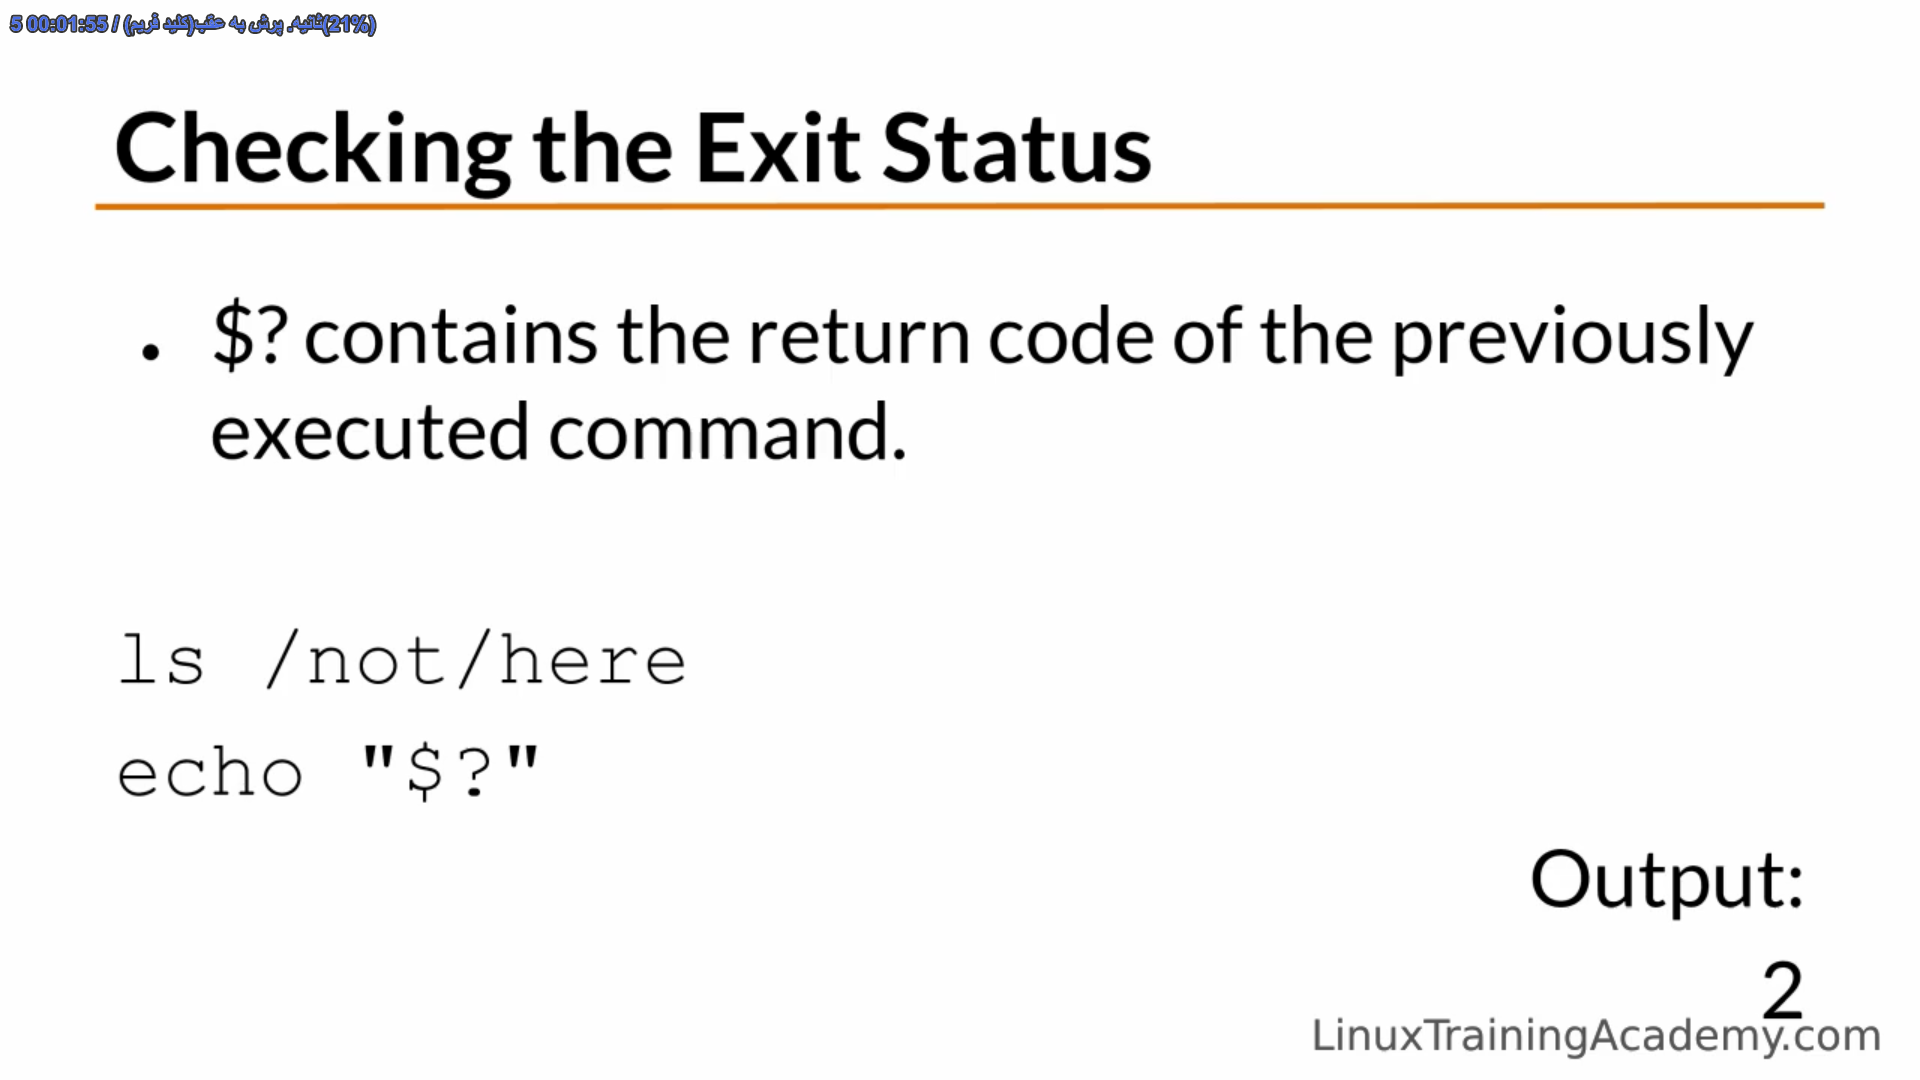 5 00:01:55 / (ثانیه. پرش به عقب(کلید فریم(21%)
Checking the Exit Status
• $? contains the return code of the previously
executed command.
ls /not/here
echo "$?"
Output:
2
LinuxTrainingAcademy.com